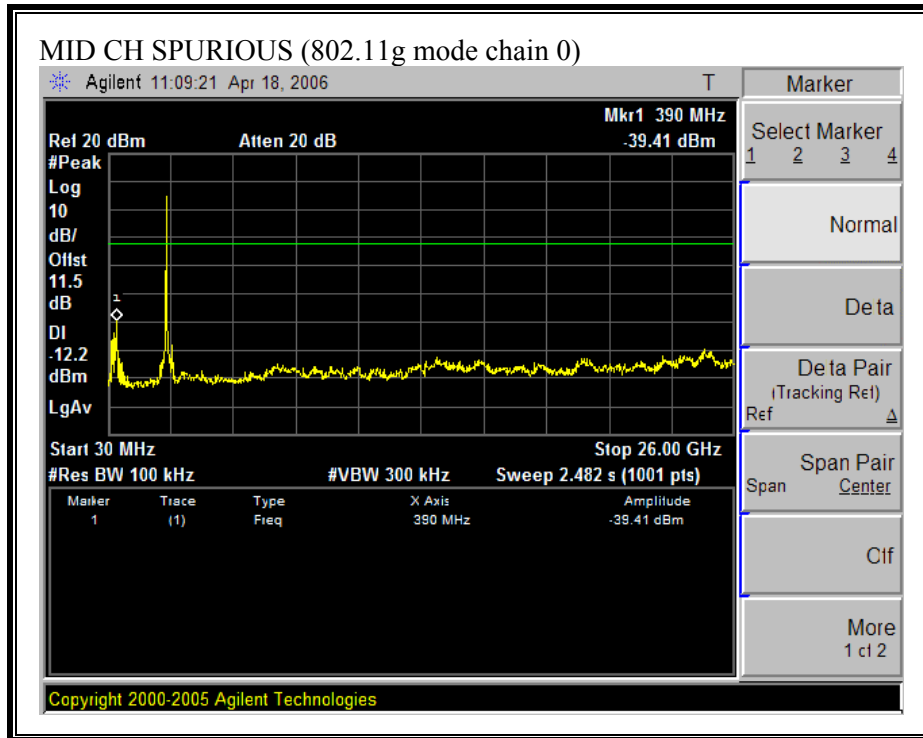 MID CH SPURIOUS (802.11g mode chain 0)
Agilent 11:09:21 Apr 18, 2006 T
Mkr1 390 MHz
Ref 20 dBm Atten 20 dB -39.41 dBm
#Peak
Log
10
dB/
Offst
11.5
dB
DI
-12.2
dBm
LgAv
1
Start 30 MHz Stop 26.00 GHz
#Res BW 100 kHz #VBW 300 kHz Sweep 2.482 s (1001 pts)
Marker Trace Type X Axis Amplitude
1 (1) Freq 390 MHz -39.41 dBm
Copyright 2000-2005 Agilent Technologies
Marker
Select Marker
1 2 3 4
Normal
Delta
Delta Pair
(Tracking Ref)
Ref Δ
Span Pair
Span Center
Off
More
1 of 2